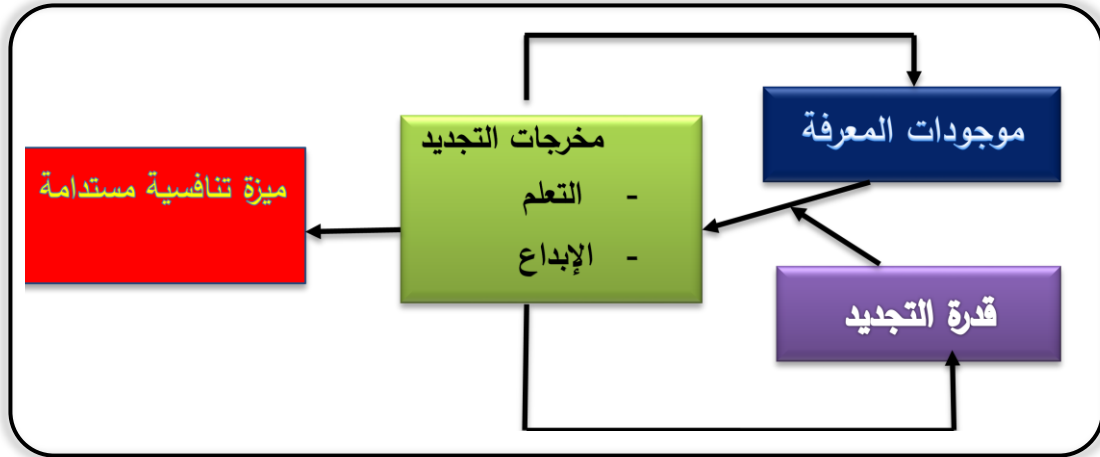 موجودات المعرفة
قدرة التجديد
مخرجات التجديد
- التعلم
- الإبداع
ميزة تنافسية مستدامة